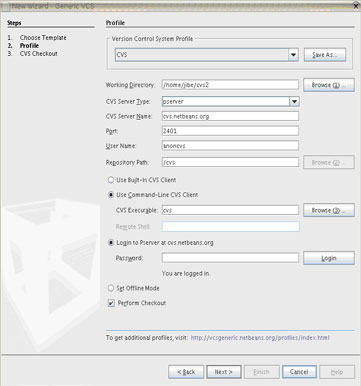 New Wizard - Generic VCS
Steps
1. Choose Template
2. Profile
3. CVS Checkout
Profile
Version Control System Profile
CVS
Save As...
Working Directory: /home/jibe/cvs2 Browse (1) ...
CVS Server Type: pserver
CVS Server Name: cvs.netbeans.org
Port: 2401
User Name: anoncvs
Repository Path: /cvs Browse (2) ...
Use Built-In CVS Client
Use Command-Line CVS Client
CVS Executable: cvs Browse (3) ...
Remote Shell:
Login to Pserver at cvs.netbeans.org
Password: Login
You are logged in.
Set Offline Mode
Perform Checkout
To get additional profiles, visit: http://vcsgeneric.netbeans.org/profiles/index.html
< Back Next > Finish Cancel Help